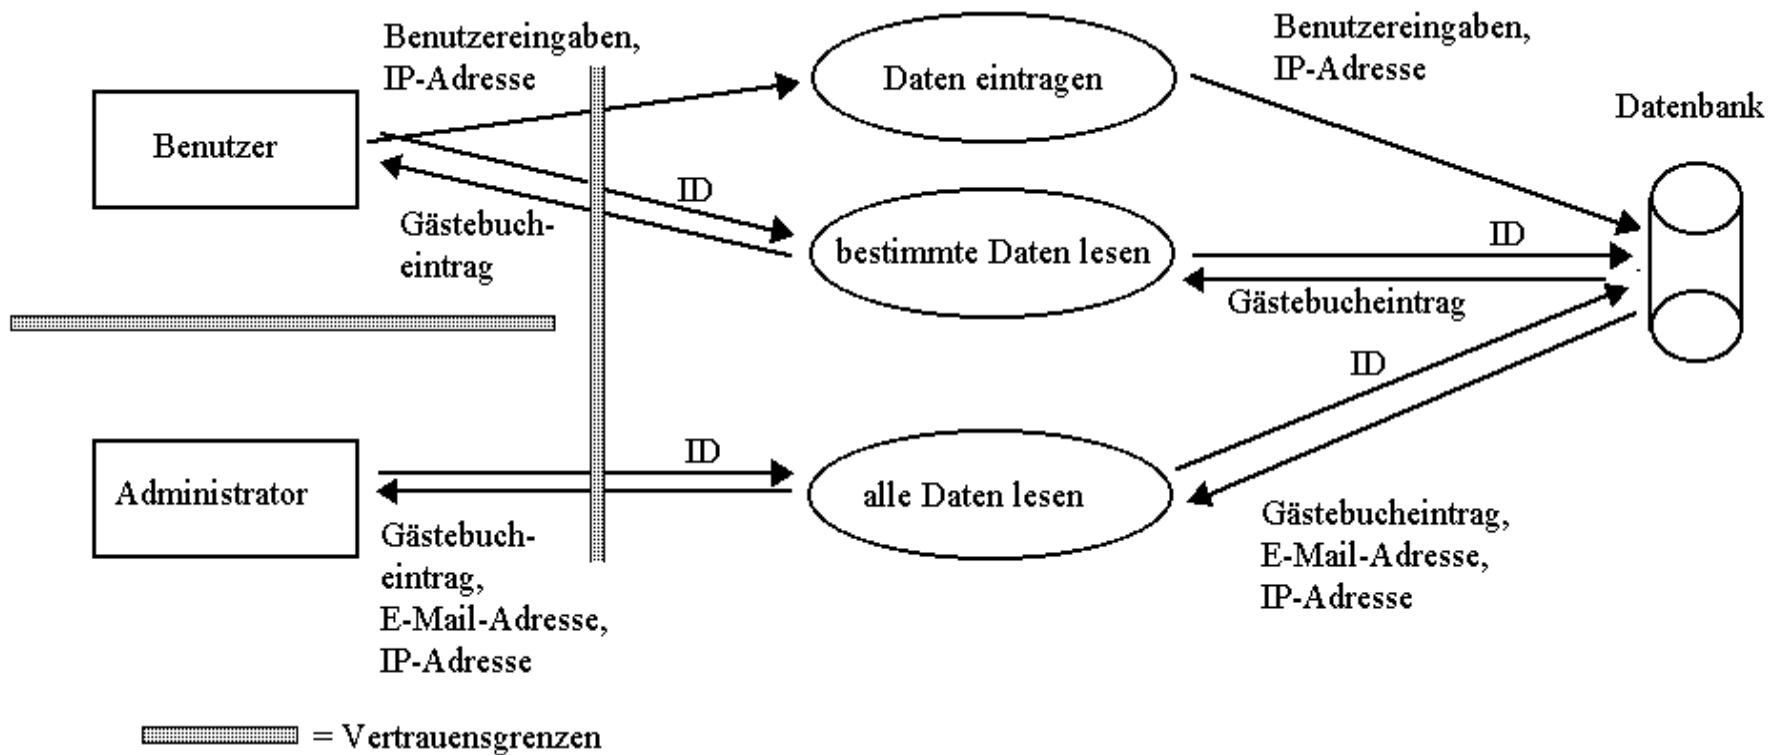 Benutzereingaben,
IP-Adresse
Benutzereingaben,
IP-Adresse
Daten eintragen
Datenbank
Benutzer
ID
Gästebuch-
eintrag
bestimmte Daten lesen
ID
Gästebucheintrag
ID
Administrator
ID
alle Daten lesen
Gästebuch-
eintrag,
E-Mail-Adresse,
IP-Adresse
Gästebucheintrag,
E-Mail-Adresse,
IP-Adresse
= Vertrauensgrenzen